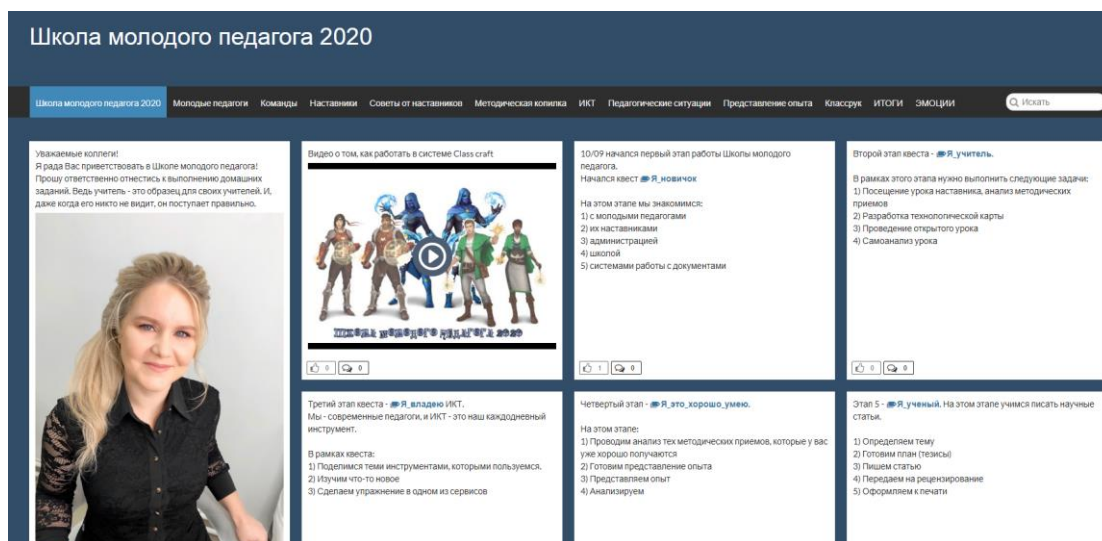 Школа молодого педагога 2020
Школа молодого педагога 2020 Молодые педагоги Команды Наставники Советы от наставников Методическая копилка ИКТ Педагогические ситуации Представление опыта Классрук ИТОГИ ЭМОЦИИ Искать
Уважаемые коллеги!
Я рада Вас приветствовать в Школе молодого педагога!
Прошу ответственно отнестись к выполнению домашних
заданий. Ведь учитель - это образец для своих учителей. И,
даже когда его никто не видит, он поступает правильно.
Видео о том, как работать в системе Class craft
ШКОЛА МОЛОДОГО ПЕДАГОГА 2020
0 0
10/09 начался первый этап работы Школы молодого
педагога.
Начался квест Я_новичок
На этом этапе мы знакомимся:
1) с молодыми педагогами
2) их наставниками
3) администрацией
4) школой
5) системами работы с документами
1 0
Второй этап квеста - Я_учитель.
В рамках этого этапа нужно выполнить следующие задачи:
1) Посещение урока наставника, анализ методических
приемов
2) Разработка технологической карты
3) Проведение открытого урока
4) Самоанализ урока
0 0
Третий этап квеста - Я_владею ИКТ.
Мы - современные педагоги, и ИКТ - это наш каждодневный
инструмент.
В рамках квеста:
1) Поделимся теми инструментами, которыми пользуемся.
2) Изучим что-то новое
3) Сделаем упражнение в одном из сервисов
Четвертый этап - Я_это_хорошо_умею.
На этом этапе:
1) Проводим анализ тех методических приемов, которые у вас
уже хорошо получаются
2) Готовим представление опыта
3) Представляем опыт
4) Анализируем
Этап 5 - Я_ученый. На этом этапе учимся писать научные
статьи.
1) Определяем тему
2) Готовим план (тезисы)
3) Пишем статью
4) Передаем на рецензирование
5) Оформляем к печати